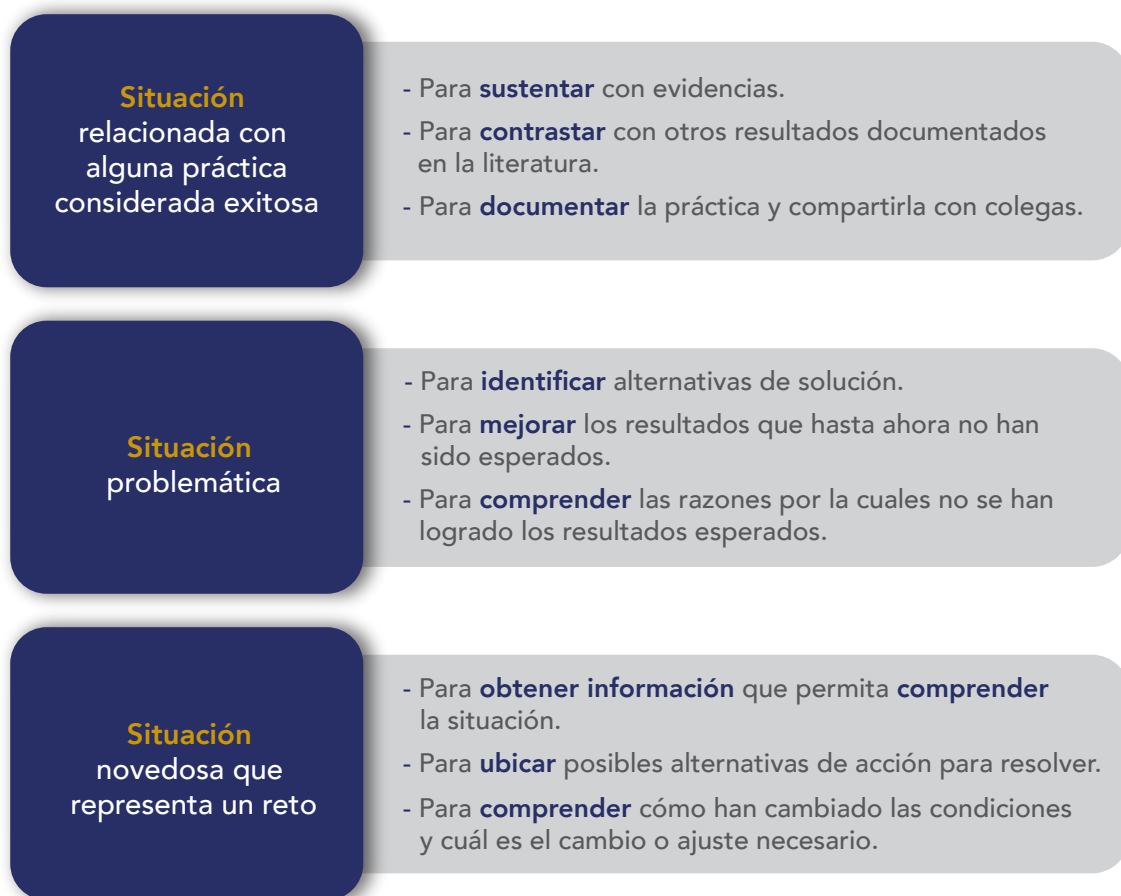 Situación
relacionada con
alguna práctica
considerada exitosa
- Para sustentar con evidencias.
- Para contrastar con otros resultados documentados
en la literatura.
- Para documentar la práctica y compartirla con colegas.
Situación
problemática
- Para identificar alternativas de solución.
- Para mejorar los resultados que hasta ahora no han
sido esperados.
- Para comprender las razones por la cuales no se han
logrado los resultados esperados.
Situación
novedosa que
representa un reto
- Para obtener información que permita comprender
la situación.
- Para ubicar posibles alternativas de acción para resolver.
- Para comprender cómo han cambiado las condiciones
y cuál es el cambio o ajuste necesario.